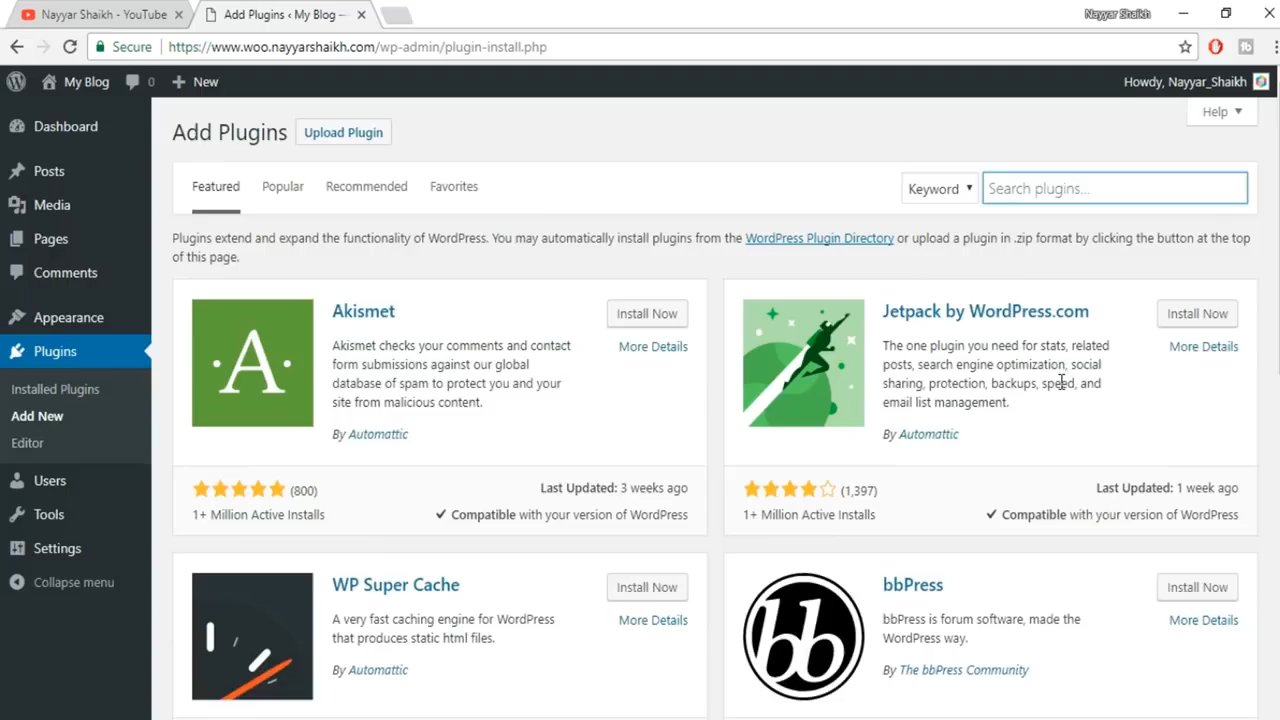 Nayyar Shaikh - YouTube
Add Plugins ‹ My Blog —
Nayyar Shaikh
Secure
https://www.woo.nayyarshaikh.com/wp-admin/plugin-install.php
My Blog
0
New
Howdy, Nayyar_Shaikh
Help
Dashboard
Posts
Media
Pages
Comments
Appearance
Plugins
Installed Plugins
Add New
Editor
Users
Tools
Settings
Collapse menu
Add Plugins
Upload Plugin
Featured
Popular
Recommended
Favorites
Keyword
Search plugins...
Plugins extend and expand the functionality of WordPress. You may automatically install plugins from the WordPress Plugin Directory or upload a plugin in .zip format by clicking the button at the top
of this page.
A
Akismet
Install Now
More Details
Akismet checks your comments and contact
form submissions against our global
database of spam to protect you and your
site from malicious content.
By Automattic
(800)
1+ Million Active Installs
Last Updated: 3 weeks ago
Compatible with your version of WordPress
Jetpack by WordPress.com
Install Now
More Details
The one plugin you need for stats, related
posts, search engine optimization, social
sharing, protection, backups, speed, and
email list management.
By Automattic
(1,397)
1+ Million Active Installs
Last Updated: 1 week ago
Compatible with your version of WordPress
WP Super Cache
Install Now
More Details
A very fast caching engine for WordPress
that produces static html files.
By Automattic
bb
bbPress
Install Now
More Details
bbPress is forum software, made the
WordPress way.
By The bbPress Community